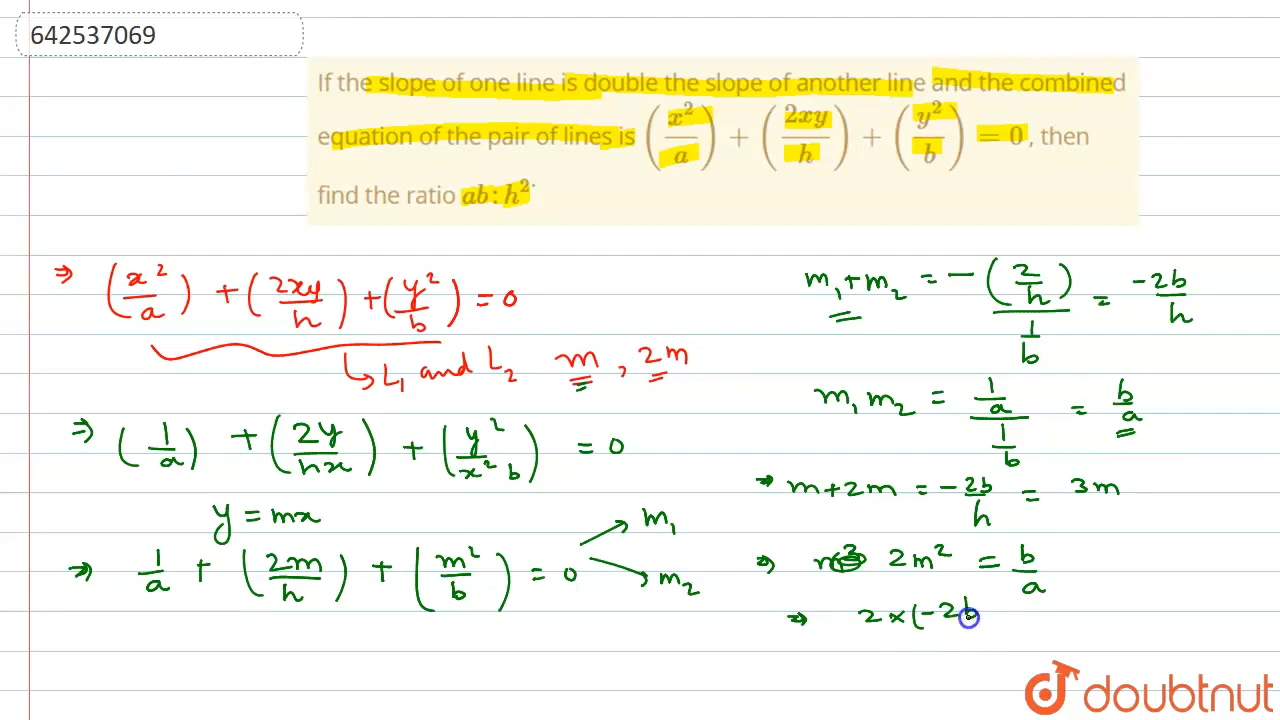 642537069
If the slope of one line is double the slope of another line and the combined
equation of the pair of lines is (x²/a) + (2xy/h) + (y²/b) = 0, then
find the ratio ab : h².
⇒ (x²/a) + (2xy/h) + (y²/b) = 0
↳ L₁ and L₂ m, 2m
⇒ (1/a) + (2y/hx) + (y²/x²b) = 0
y = mx
⇒ 1/a + (2m/h) + (m²/b) = 0
m₁
m₂
m₁ + m₂ = -(2/h)/(1/b) = -2b/h
m₁ m₂ = (1/a)/(1/b) = b/a
⇒ m + 2m = -2b/h = 3m
⇒ 2m² = b/a
⇒ 2 × (-2b
doubtnut